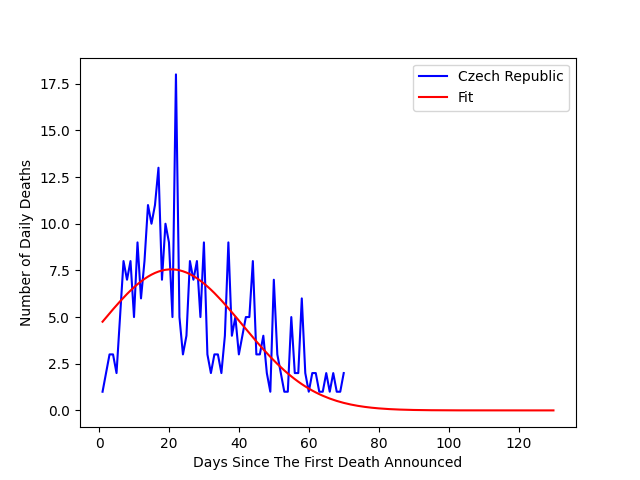 Czech Republic
Fit
17.5
15.0
12.5
10.0
7.5
5.0
2.5
0.0
Number of Daily Deaths
0 20 40 60 80 100 120
Days Since The First Death Announced